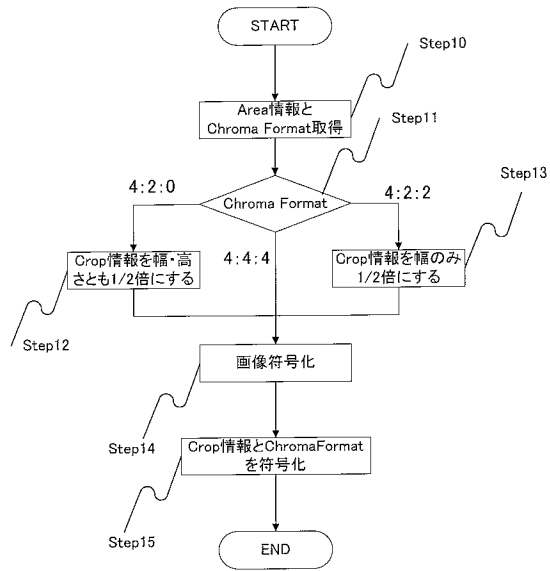 START
Step10
Area情報と
Chroma Format取得
Step11
Chroma Format
4:2:0
4:2:2
Step13
4:4:4
Crop情報を幅・高
さとも1/2倍にする
Crop情報を幅のみ
1/2倍にする
Step12
画像符号化
Step14
Crop情報とChromaFormat
を符号化
Step15
END